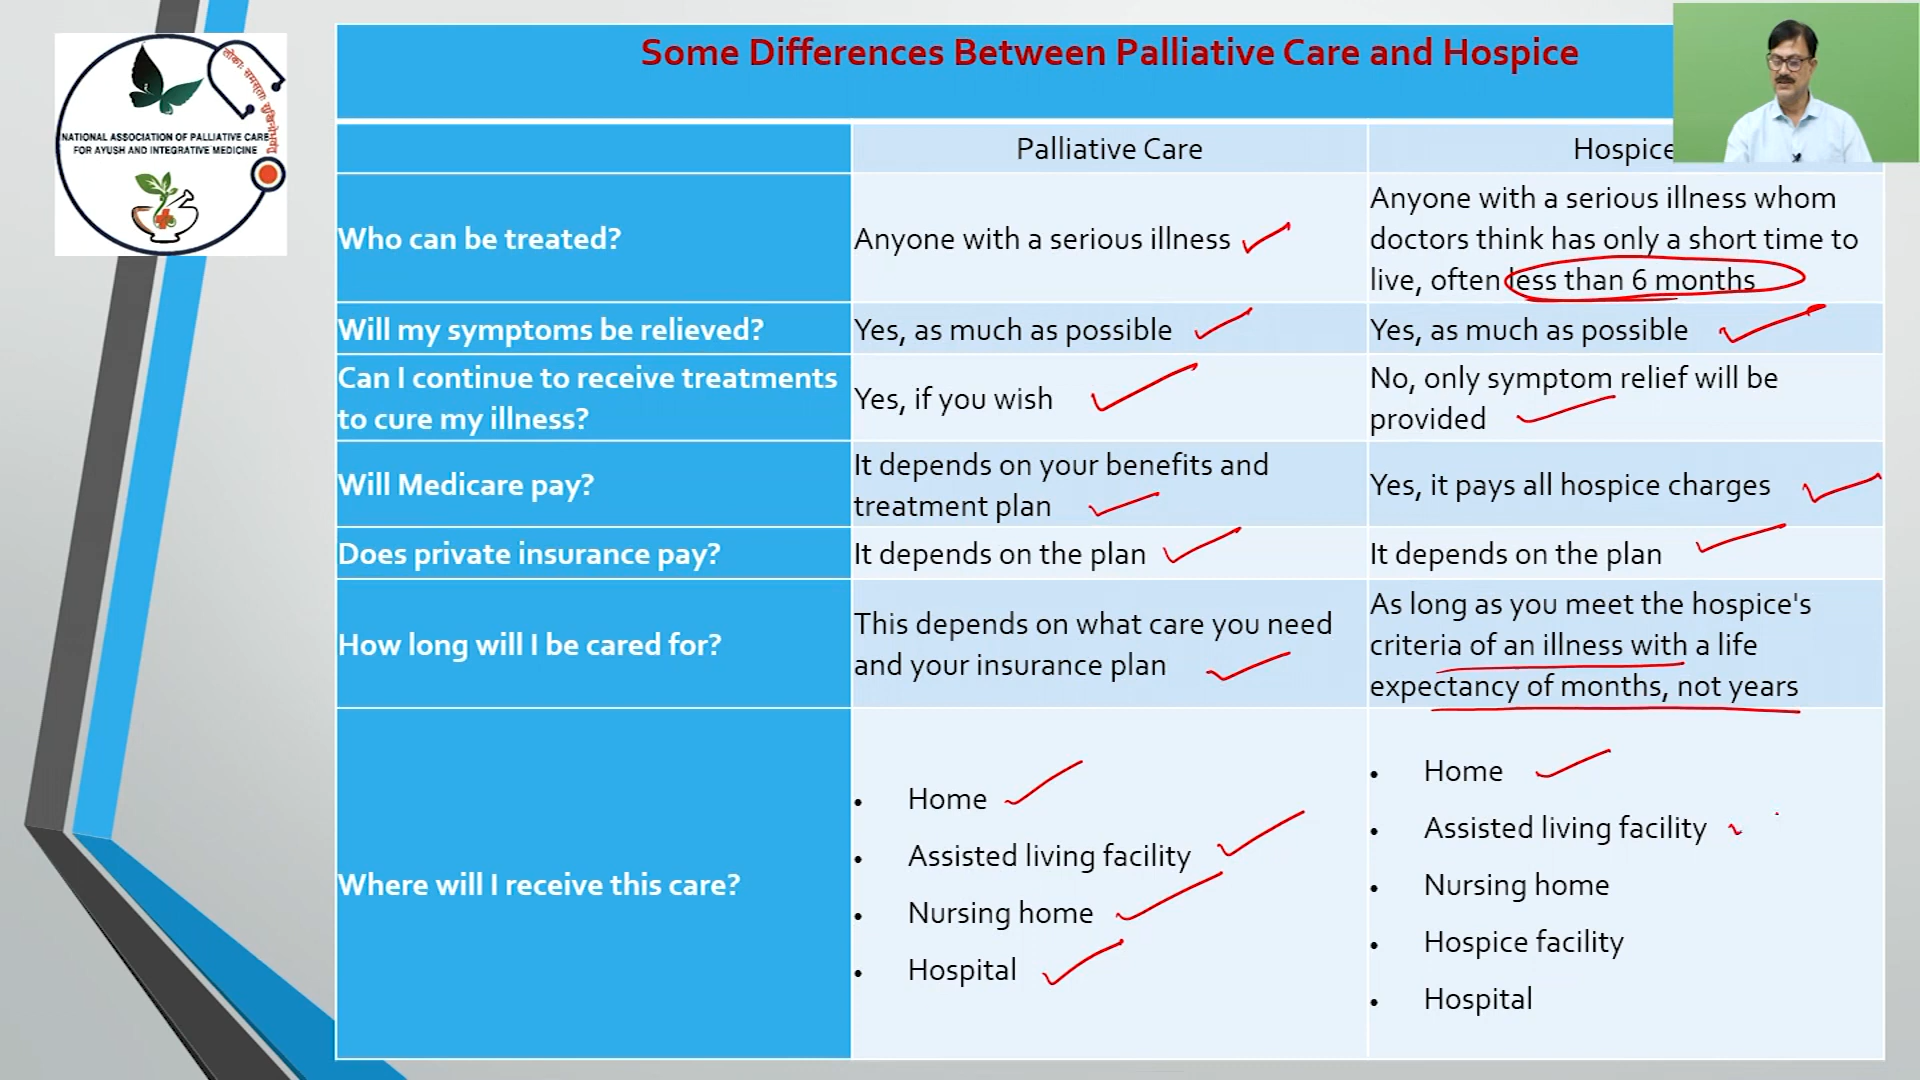 Some Differences Between Palliative Care and Hospice
NATIONAL ASSOCIATION OF PALLIATIVE CARE
FOR AYUSH AND INTEGRATIVE MEDICINE
Palliative Care
Hospice
Who can be treated?
Anyone with a serious illness
Anyone with a serious illness whom
doctors think has only a short time to
live, often less than 6 months
Will my symptoms be relieved?
Yes, as much as possible
Yes, as much as possible
Can I continue to receive treatments
to cure my illness?
Yes, if you wish
No, only symptom relief will be
provided
Will Medicare pay?
It depends on your benefits and
treatment plan
Yes, it pays all hospice charges
Does private insurance pay?
It depends on the plan
It depends on the plan
How long will I be cared for?
This depends on what care you need
and your insurance plan
As long as you meet the hospice's
criteria of an illness with a life
expectancy of months, not years
Where will I receive this care?
• Home
• Assisted living facility
• Nursing home
• Hospital
• Home
• Assisted living facility
• Nursing home
• Hospice facility
• Hospital